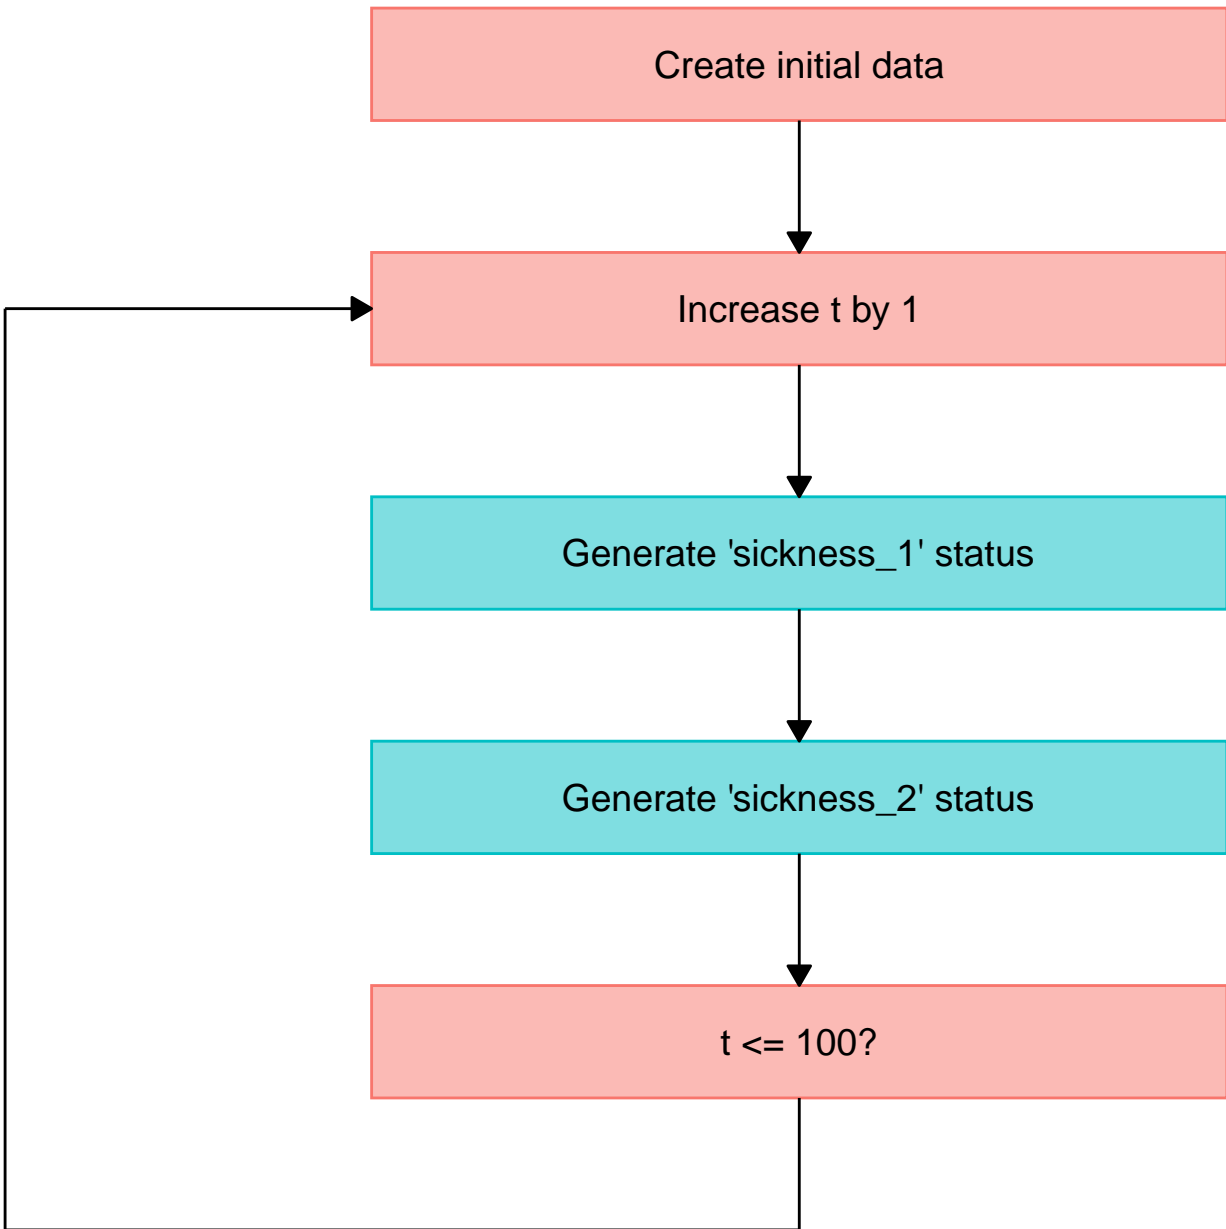 Create initial data
Increase t by 1
Generate 'sickness_1' status
Generate 'sickness_2' status
t <= 100?